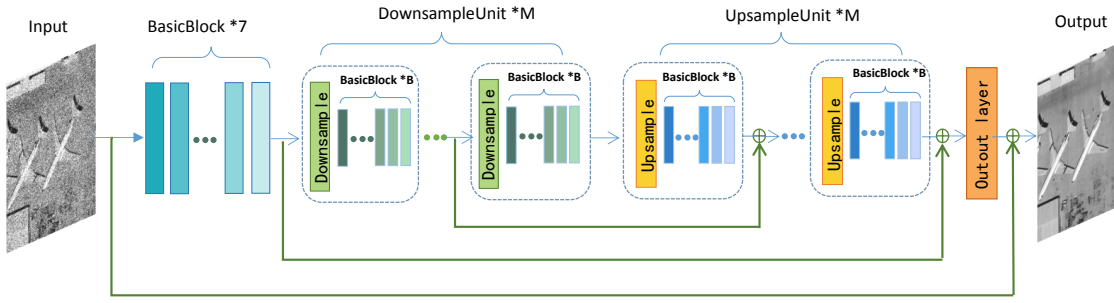 Input
BasicBlock *7
DownsampleUnit *M
UpsampleUnit *M
Output
Downsample
BasicBlock *B
Downsample
BasicBlock *B
Upsample
BasicBlock *B
Upsample
BasicBlock *B
Outout layer